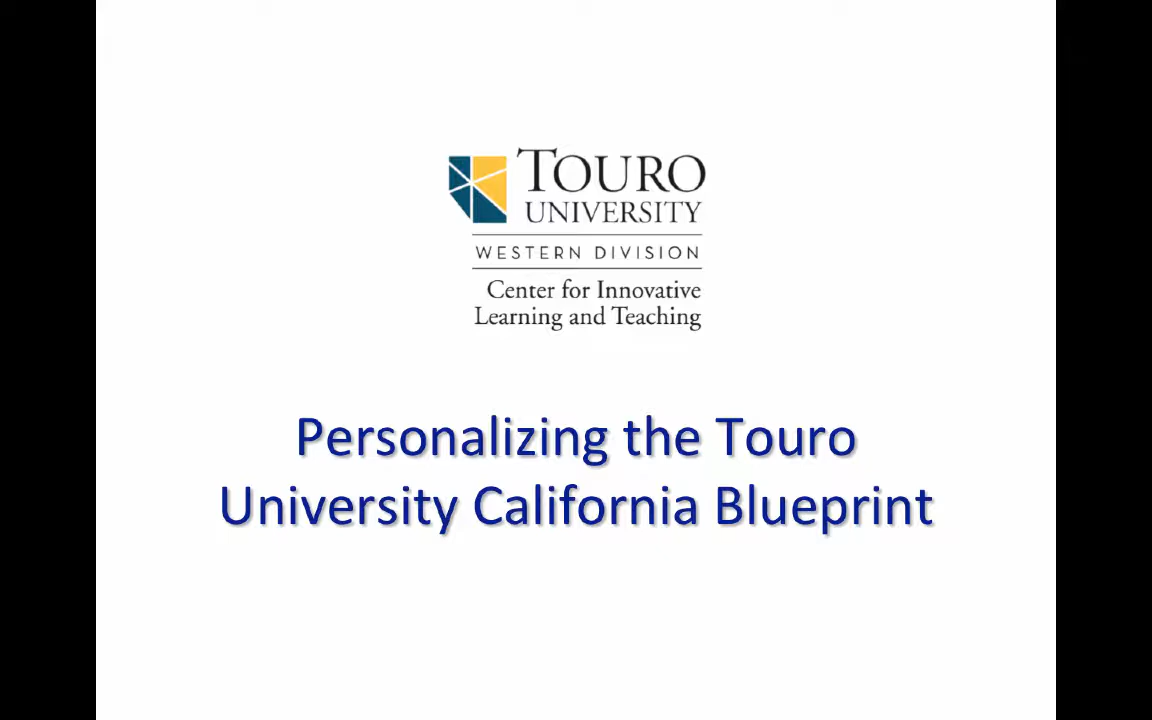 TOURO
UNIVERSITY
WESTERN DIVISION
Center for Innovative
Learning and Teaching
Personalizing the Touro
University California Blueprint